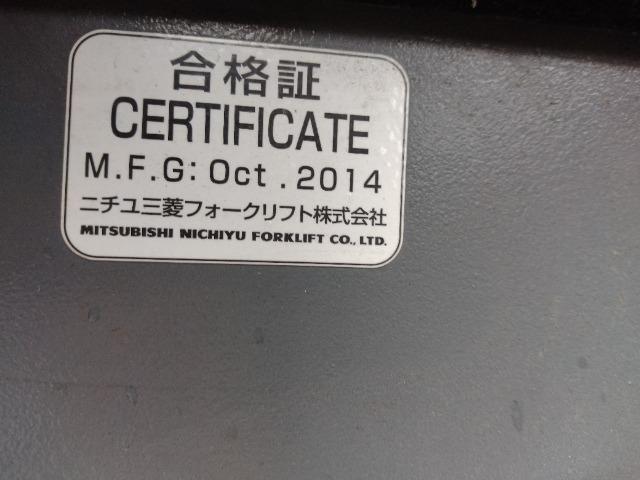 合格証
CERTIFICATE
M.F.G: Oct .2014
ニチユ三菱フォークリフト株式会社
MITSUBISHI NICHIYU FORKLIFT CO., LTD.